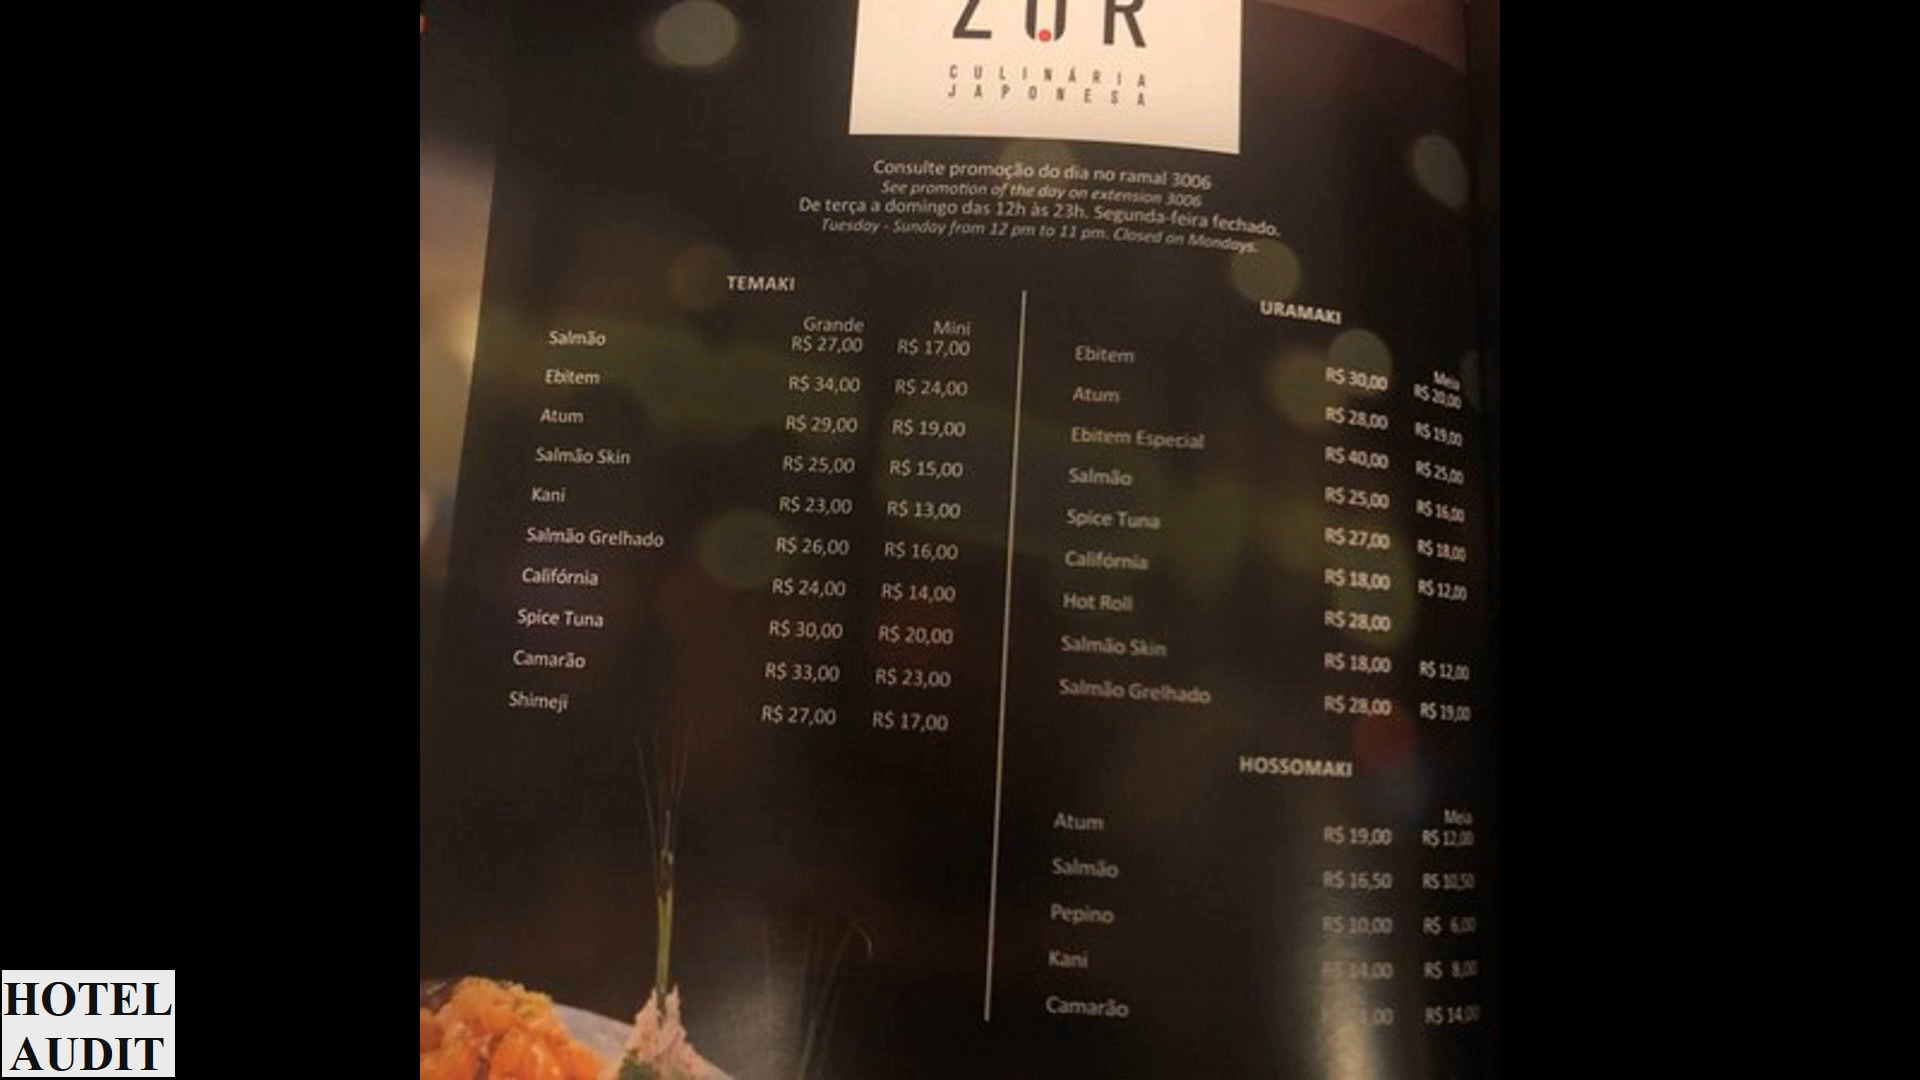 ZUR
CULINÁRIA
JAPONESA
Consulte promoção do dia no ramal 3006
See promotion of the day on extension 3006
De terça a domingo das 12h às 23h. Segunda-feira fechado.
Tuesday - Sunday from 12 pm to 11 pm. Closed on Mondays.
TEMAKI
Grande Mini
Salmão R$ 27,00 R$ 17,00
Ebitem R$ 34,00 R$ 24,00
Atum R$ 29,00 R$ 19,00
Salmão Skin R$ 25,00 R$ 15,00
Kani R$ 23,00 R$ 13,00
Salmão Grelhado R$ 26,00 R$ 16,00
Califórnia R$ 24,00 R$ 14,00
Spice Tuna R$ 30,00 R$ 20,00
Camarão R$ 33,00 R$ 23,00
Shimeji R$ 27,00 R$ 17,00
URAMAKI
Meia
Ebitem R$ 30,00 R$ 20,00
Atum R$ 28,00 R$ 19,00
Ebitem Especial R$ 40,00 R$ 25,00
Salmão R$ 25,00 R$ 16,00
Spice Tuna R$ 27,00 R$ 18,00
Califórnia R$ 18,00 R$ 12,00
Hot Roll R$ 28,00
Salmão Skin R$ 18,00 R$ 12,00
Salmão Grelhado R$ 28,00 R$ 19,00
HOSSOMAKI
Meia
Atum R$ 19,00 R$ 12,00
Salmão R$ 16,50 R$ 10,50
Pepino R$ 10,00 R$ 6,00
Kani R$ 14,00 R$ 8,00
Camarão R$ 14,00
HOTEL
AUDIT